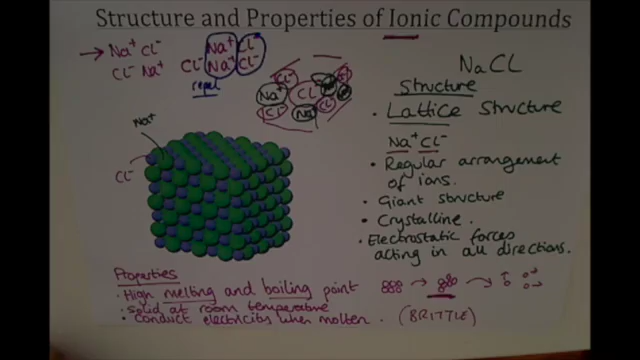 Structure and Properties of Ionic Compounds
Na⁺ Cl⁻
Cl⁻ Na⁺
Na⁺ Cl⁻
Cl⁻ Na⁺ Cl⁻
repel
Cl⁻
Na⁺ Cl
Cl⁻ Na⁺ Cl
NaCl
Structure
· Lattice Structure
Na⁺Cl⁻
· Regular arrangement
of ions.
· Giant structure
· Crystalline.
· Electrostatic forces
acting in all directions.
Na⁺
Cl⁻
Properties
· High melting and boiling point
· solid at room temperature
· conduct electricity when molten.
(BRITTLE)